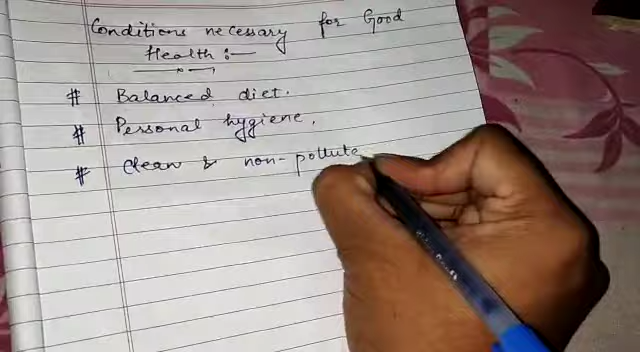 Conditions necessary for Good
Health :-
# Balanced diet.
# Personal hygiene,
# Clean & non-pollute